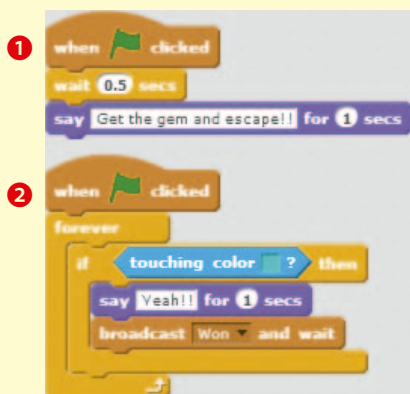 1
when clicked
wait 0.5 secs
say Get the gem and escape!! for 1 secs
2
when clicked
forever
if touching color ? then
say Yeah!! for 1 secs
broadcast Won and wait